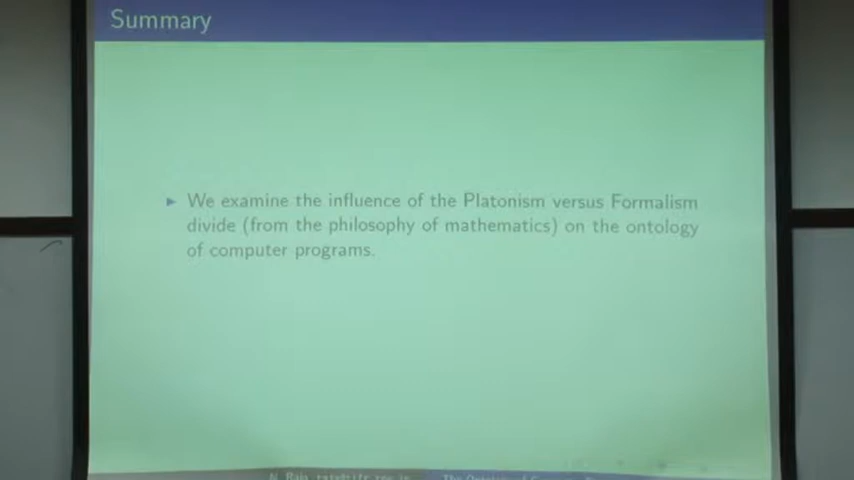 Summary
We examine the influence of the Platonism versus Formalism
divide (from the philosophy of mathematics) on the ontology
of computer programs.
N. Raja